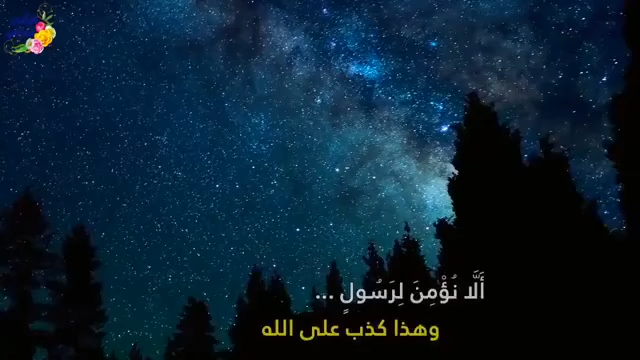 أَلَّا نُؤْمِنَ لِرَسُولٍ ...
وهذا كذب على الله